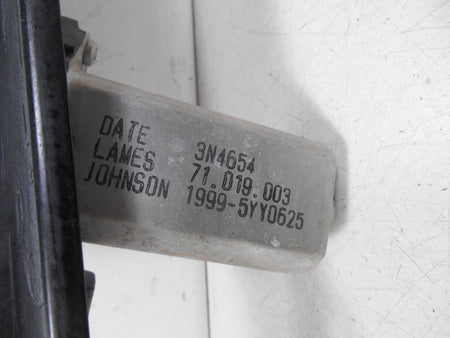 DATE 3N4654
LAMES 71.019.003
JOHNSON 1999-5YY0625